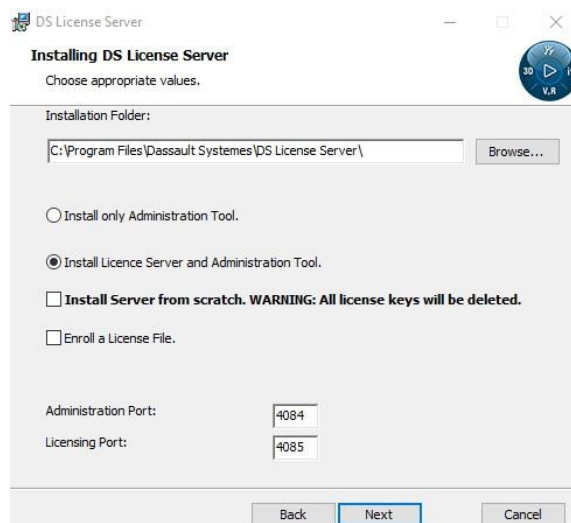 DS License Server
Installing DS License Server
Choose appropriate values.
3D
V,R
Installation Folder:
C:\Program Files\Dassault Systemes\DS License Server\
Browse...
Install only Administration Tool.
Install Licence Server and Administration Tool.
Install Server from scratch. WARNING: All license keys will be deleted.
Enroll a License File.
Administration Port:
4084
Licensing Port:
4085
Back
Next
Cancel